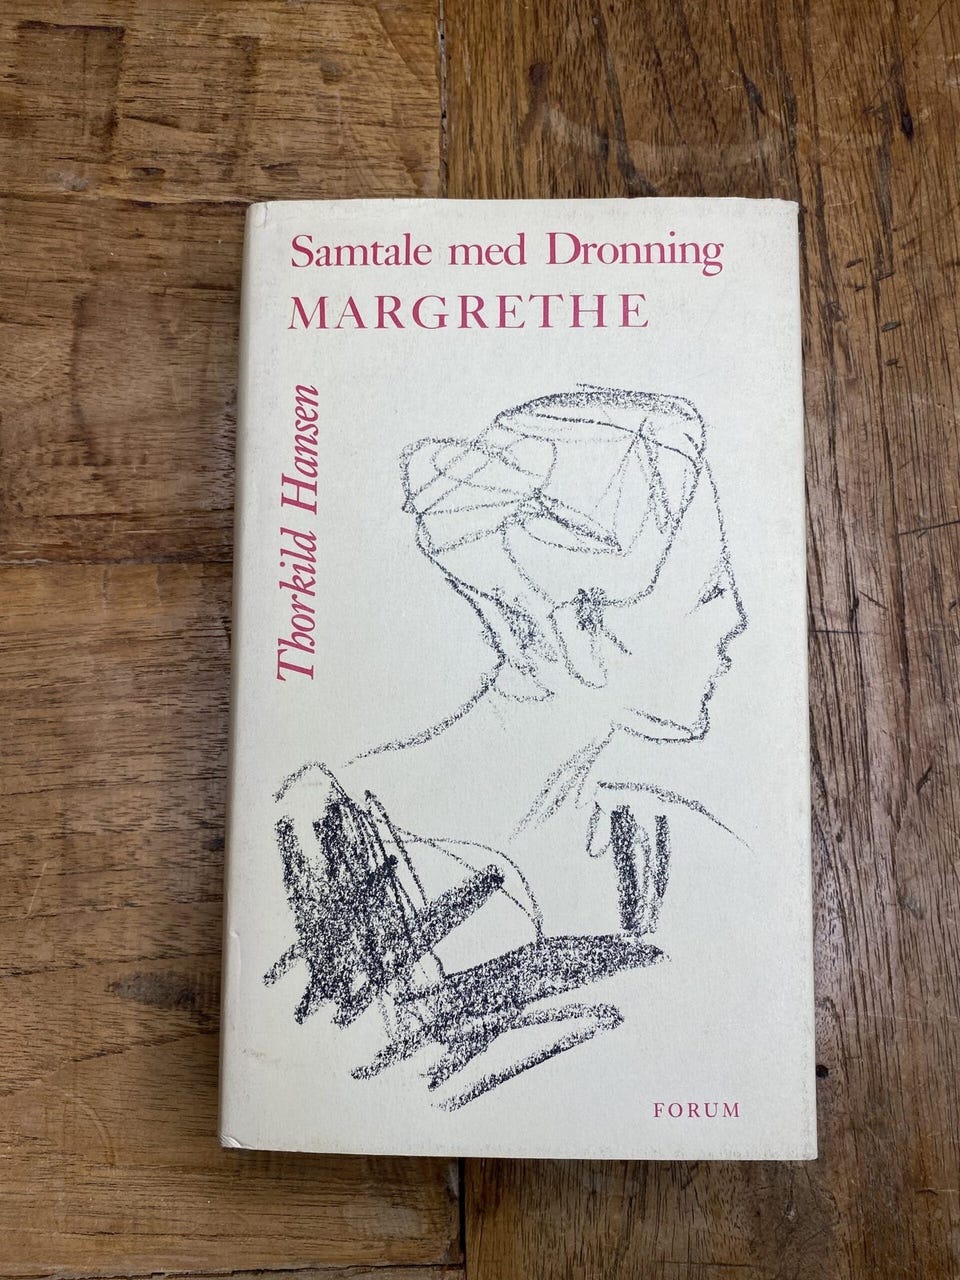 Samtale med Dronning
MARGRETHE
Thorkild Hansen
FORUM